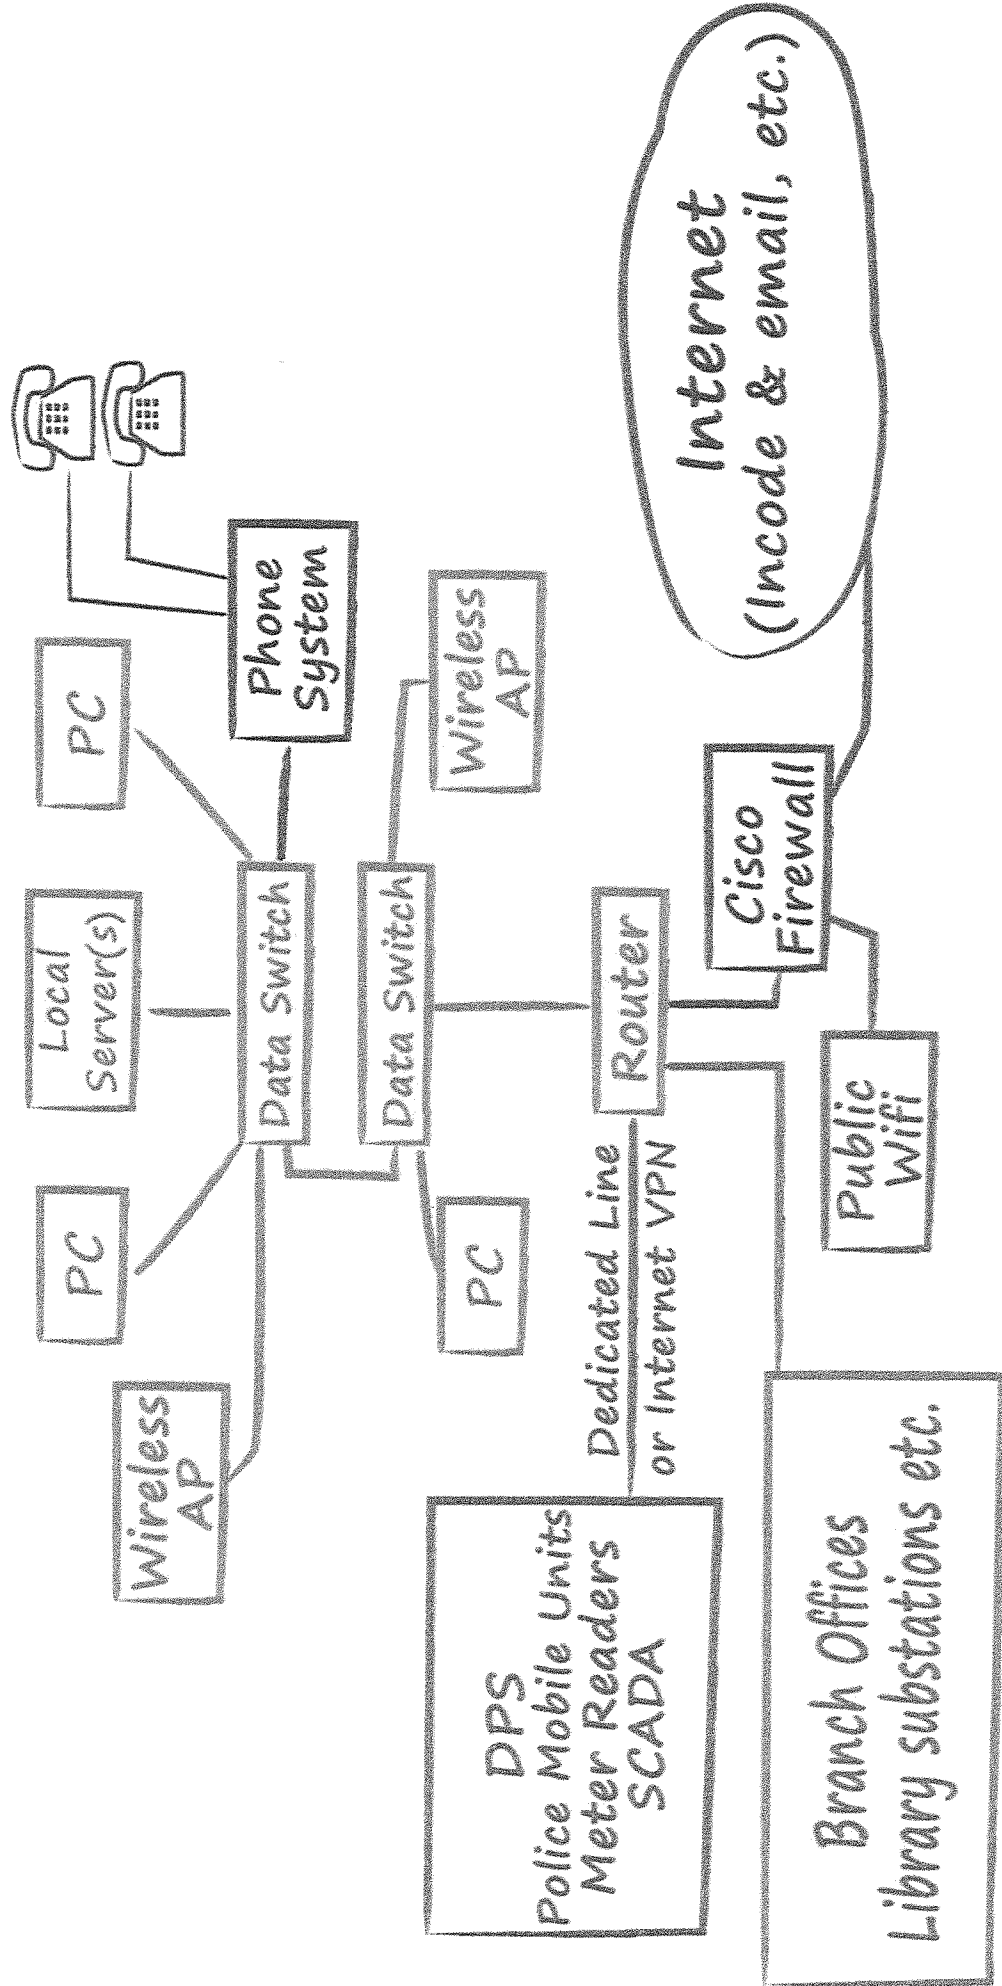 Wireless
AP
PC
Local
Server(s)
PC
Data Switch
Phone
System
Data Switch
PC
Wireless
AP
DPS
Police Mobile Units
Meter Readers
SCADA
Dedicated Line
or Internet VPN
Router
Internet
(Incode & email, etc.)
Cisco
Firewall
Public
Wifi
Branch Offices
Library substations etc.